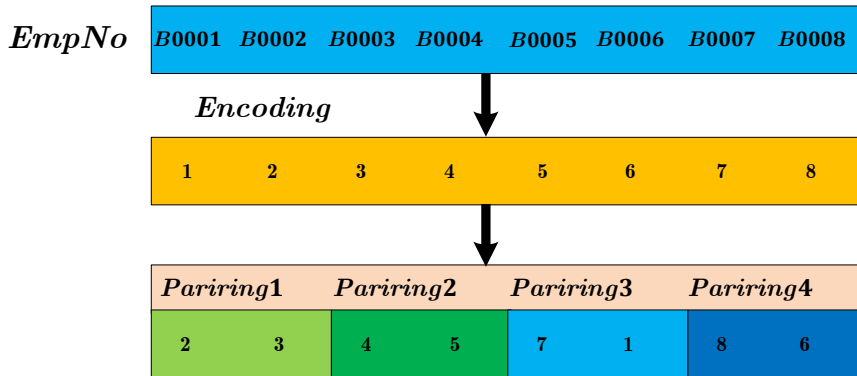 EmpNo B0001 B0002 B0003 B0004 B0005 B0006 B0007 B0008
Encoding
1 2 3 4 5 6 7 8
Pariring1 Pariring2 Pariring3 Pariring4
2 3 4 5 7 1 8 6